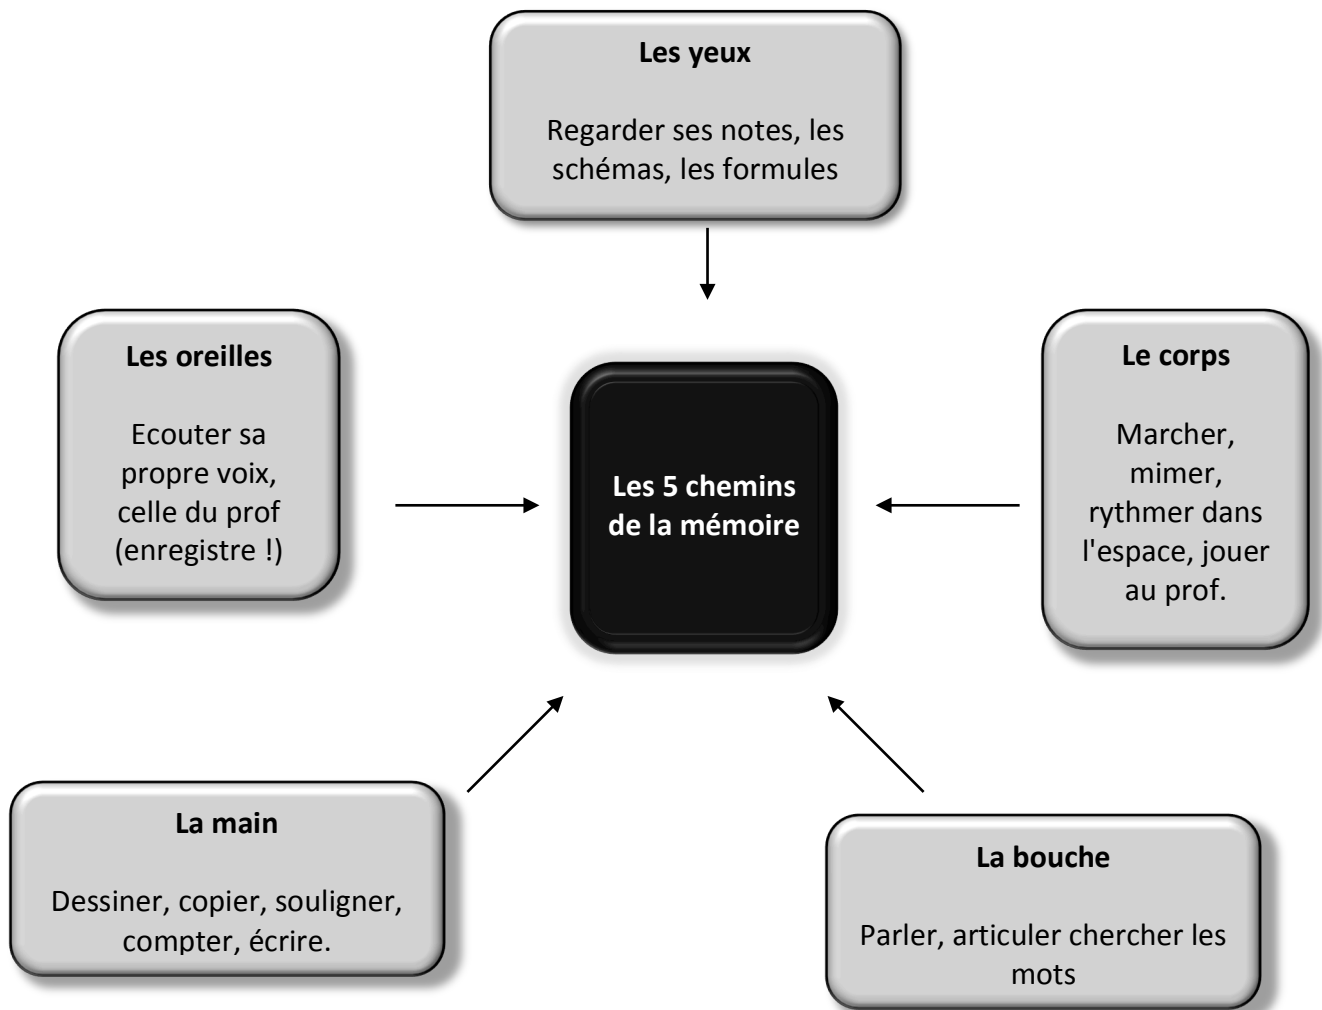 Les yeux
Regarder ses notes, les
schémas, les formules
Les oreilles
Ecouter sa
propre voix,
celle du prof
(enregistre !)
Les 5 chemins
de la mémoire
Le corps
Marcher,
mimer,
rythmer dans
l'espace, jouer
au prof.
La main
Dessiner, copier, souligner,
compter, écrire.
La bouche
Parler, articuler chercher les
mots